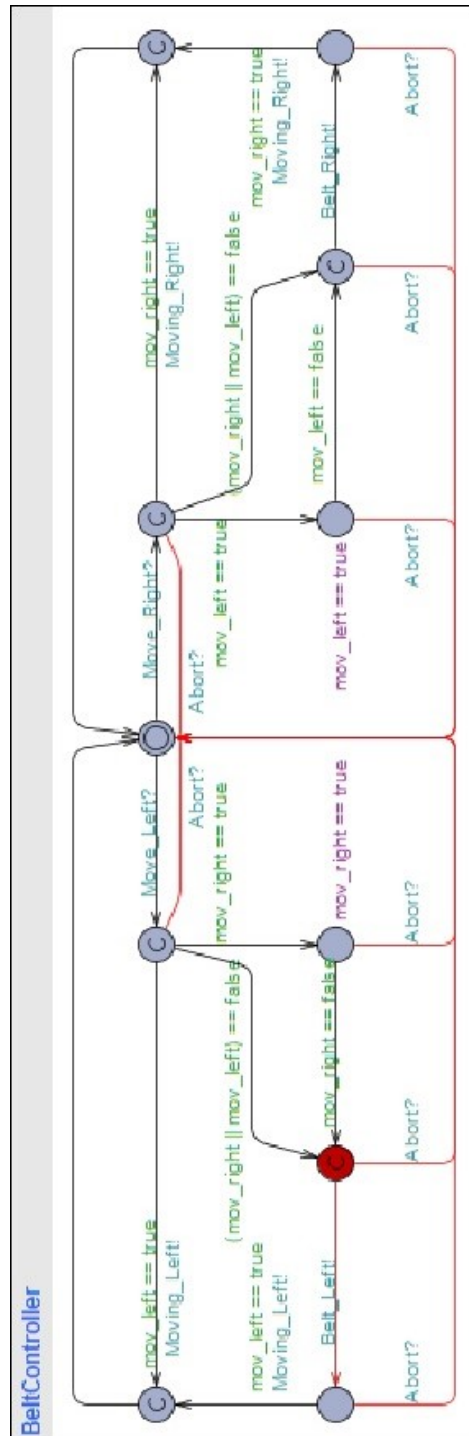 BeltController
mov_left == true
Moving_Left!
Move_Left?
Move_Right?
mov_right == true
Moving_Right!
Abort?
Abort?
(mov_right || mov_left) == false
mov_right == true
mov_left == true
(mov_right || mov_left) == false
mov_left == true
Moving_Left!
mov_right == true
Moving_Right!
Belt_Left!
mov_right == false
mov_right == true
mov_left == true
mov_left == false
Belt_Right!
Abort?
Abort?
Abort?
Abort?
Abort?
Abort?
C
C
C
C
C
C